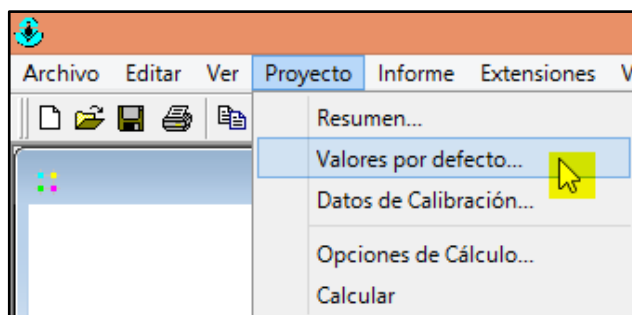 Archivo Editar Ver Proyecto Informe Extensiones V
Resumen...
Valores por defecto...
Datos de Calibración...
Opciones de Cálculo...
Calcular